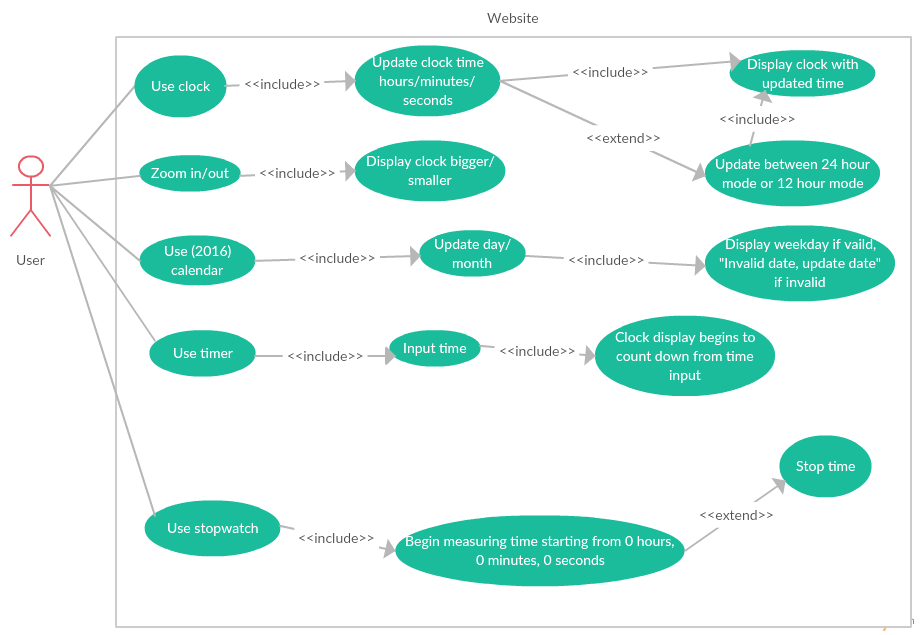 Website
Use clock
<<include>>
Update clock time
hours/minutes/
seconds
<<include>>
Display clock with
updated time
<<extend>>
<<include>>
Update between 24 hour
mode or 12 hour mode
Zoom in/out
<<include>>
Display clock bigger/
smaller
User
Use (2016)
calendar
<<include>>
Update day/
month
<<include>>
Display weekday if vaild,
"Invalid date, update date"
if invalid
Use timer
<<include>>
Input time
<<include>>
Clock display begins to
count down from time
input
Stop time
<<extend>>
Use stopwatch
<<include>>
Begin measuring time starting from 0 hours,
0 minutes, 0 seconds